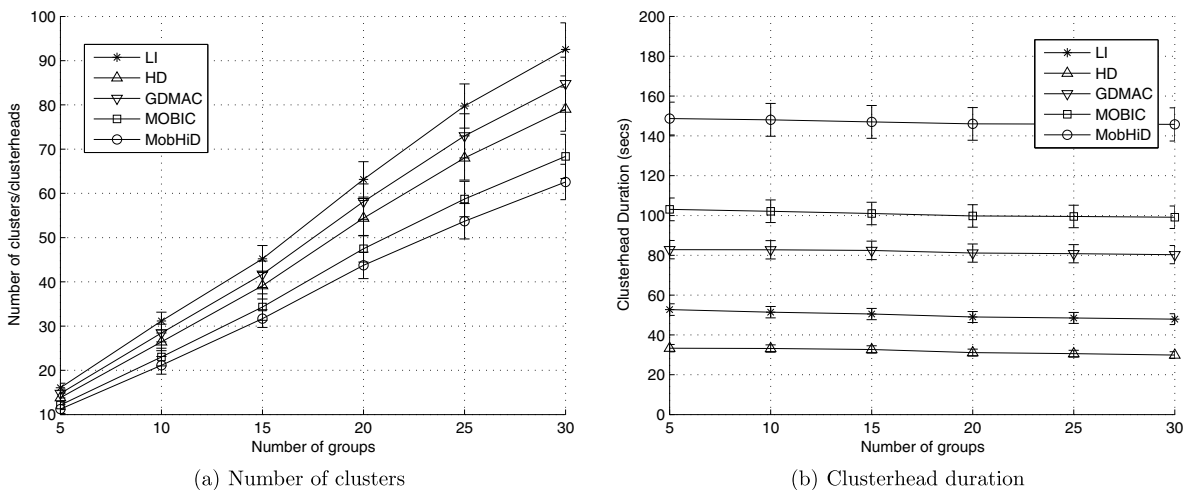 100
90
80
70
60
50
40
30
20
10
5
10
15
20
25
30
Number of clusters/clusterheads
Number of groups
LI
HD
GDMAC
MOBIC
MobHiD
(a) Number of clusters
200
180
160
140
120
100
80
60
40
20
0
5
10
15
20
25
30
Clusterhead Duration (secs)
Number of groups
LI
HD
GDMAC
MOBIC
MobHiD
(b) Clusterhead duration